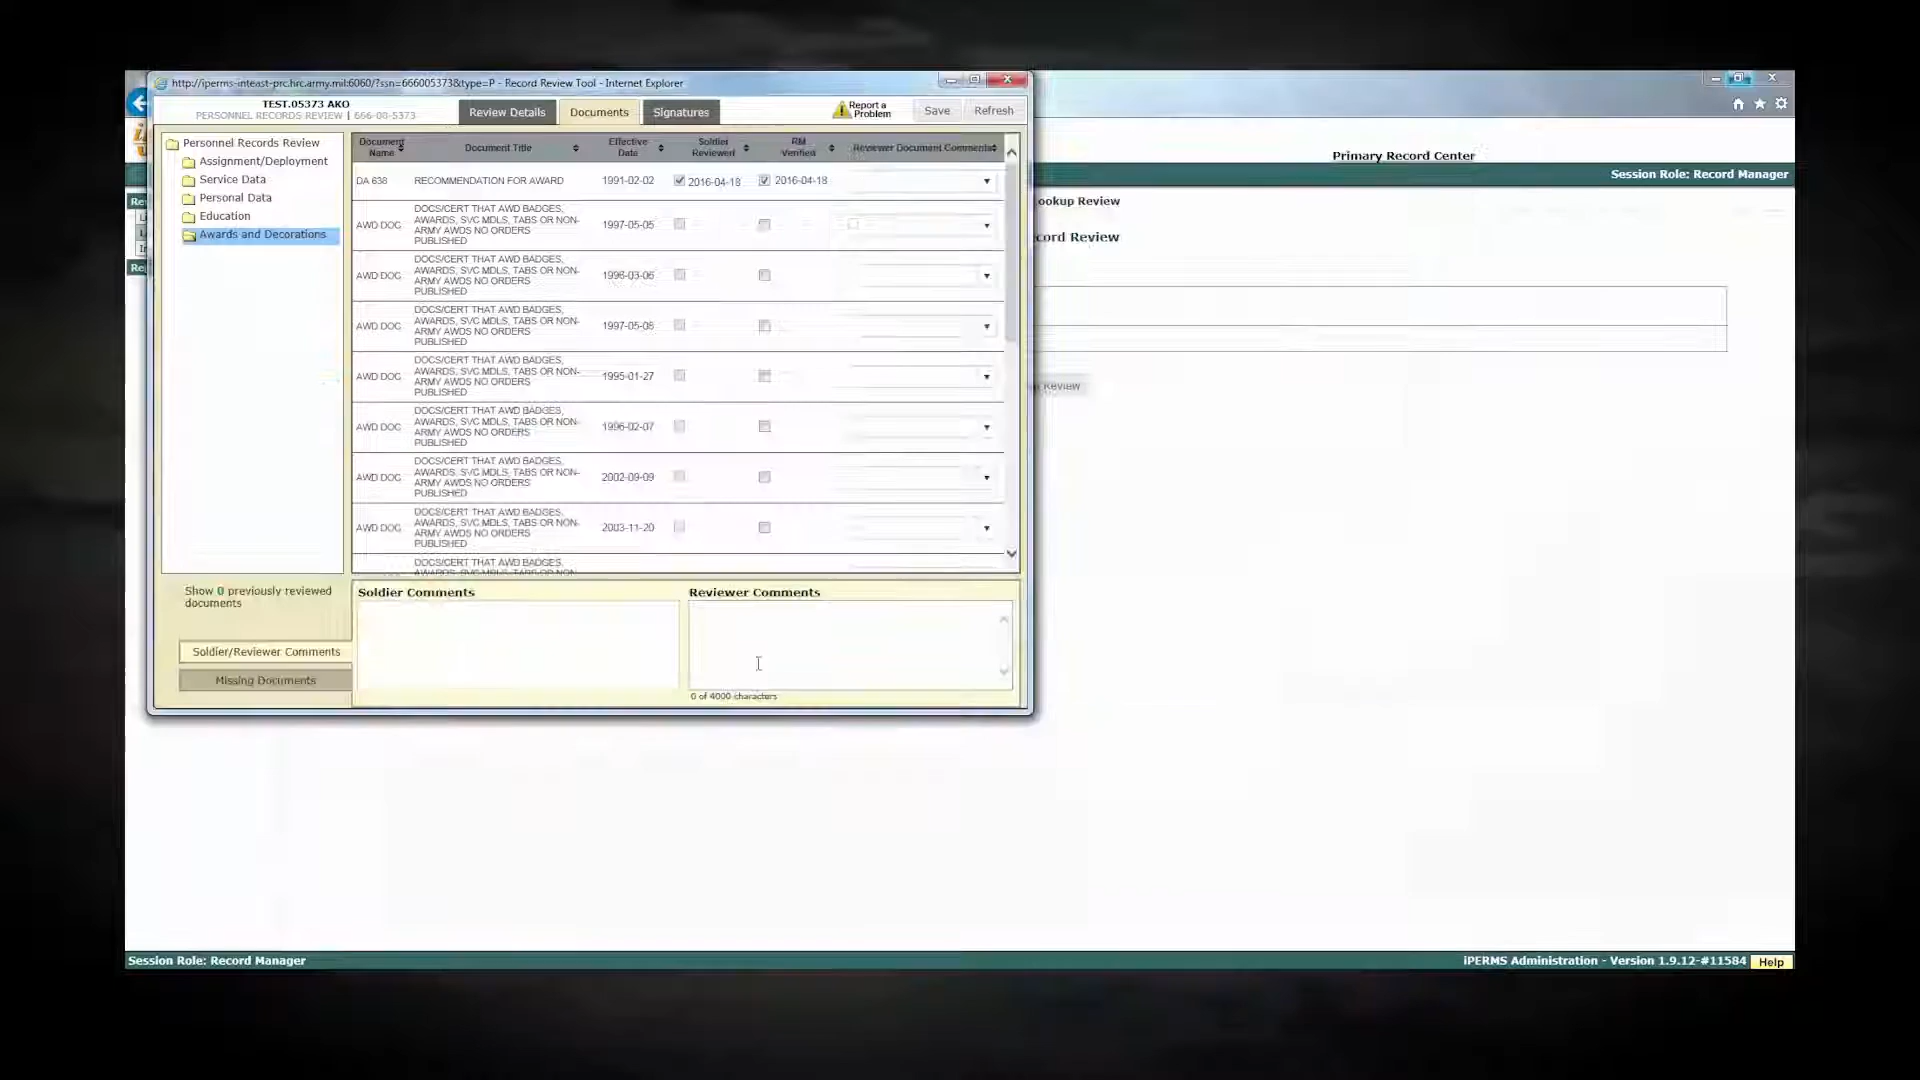 http://iperms-inteast-prc.hrc.army.mil:6060/?ssn=666005373&type=P - Record Review Tool - Internet Explorer
TEST.05373 AKO
PERSONNEL RECORDS REVIEW | 666-00-5373
Review Details
Documents
Signatures
Report a
Problem
Save
Refresh
Personnel Records Review
Assignment/Deployment
Service Data
Personal Data
Education
Awards and Decorations
Document
Name
Document Title
Effective
Date
Soldier
Reviewed
RM
Verified
Reviewer Document Comments
DA 638 RECOMMENDATION FOR AWARD 1991-02-02 2016-04-18 2016-04-18
DOCS/CERT THAT AWD BADGES,
AWARDS, SVC MDLS, TABS OR NON-
AWD DOC 1997-05-05
ARMY AWDS NO ORDERS
PUBLISHED
DOCS/CERT THAT AWD BADGES,
AWARDS, SVC MDLS, TABS OR NON-
AWD DOC 1996-03-06
ARMY AWDS NO ORDERS
PUBLISHED
DOCS/CERT THAT AWD BADGES,
AWARDS, SVC MDLS, TABS OR NON-
AWD DOC 1997-05-08
ARMY AWDS NO ORDERS
PUBLISHED
DOCS/CERT THAT AWD BADGES,
AWARDS, SVC MDLS, TABS OR NON-
AWD DOC 1995-01-27
ARMY AWDS NO ORDERS
PUBLISHED
DOCS/CERT THAT AWD BADGES,
AWARDS, SVC MDLS, TABS OR NON-
AWD DOC 1996-02-07
ARMY AWDS NO ORDERS
PUBLISHED
DOCS/CERT THAT AWD BADGES,
AWARDS, SVC MDLS, TABS OR NON-
AWD DOC 2002-09-09
ARMY AWDS NO ORDERS
PUBLISHED
DOCS/CERT THAT AWD BADGES,
AWARDS, SVC MDLS, TABS OR NON-
AWD DOC 2003-11-20
ARMY AWDS NO ORDERS
PUBLISHED
DOCS/CERT THAT AWD BADGES,
AWARDS, SVC MDLS, TABS OR NON-
Show 0 previously reviewed
documents
Soldier/Reviewer Comments
Missing Documents
Soldier Comments
Reviewer Comments
0 of 4000 characters
Primary Record Center
Session Role: Record Manager
ookup Review
cord Review
Review
Session Role: Record Manager
iPERMS Administration - Version 1.9.12-#11584
Help